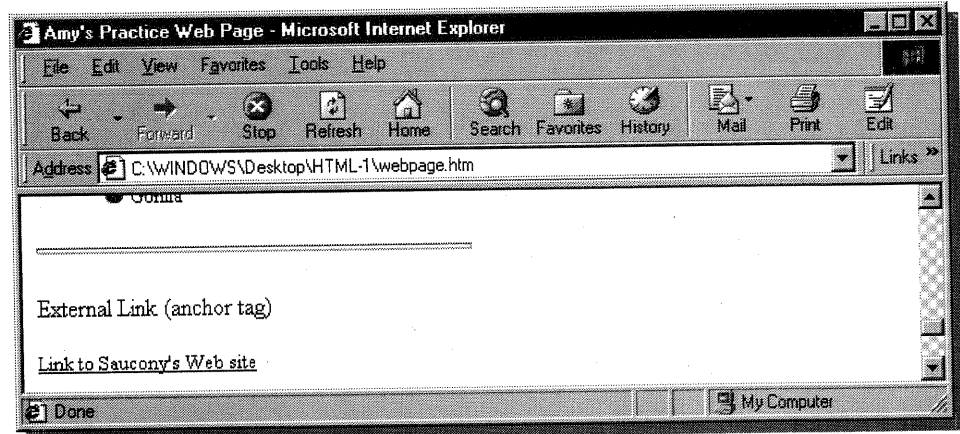 Amy's Practice Web Page - Microsoft Internet Explorer
File Edit View Favorites Tools Help
Back Forward Stop Refresh Home Search Favorites History Mail Print Edit
Address C:\WINDOWS\Desktop\HTML-1\webpage.htm Links »
Gorilla
External Link (anchor tag)
Link to Saucony's Web site
Done My Computer